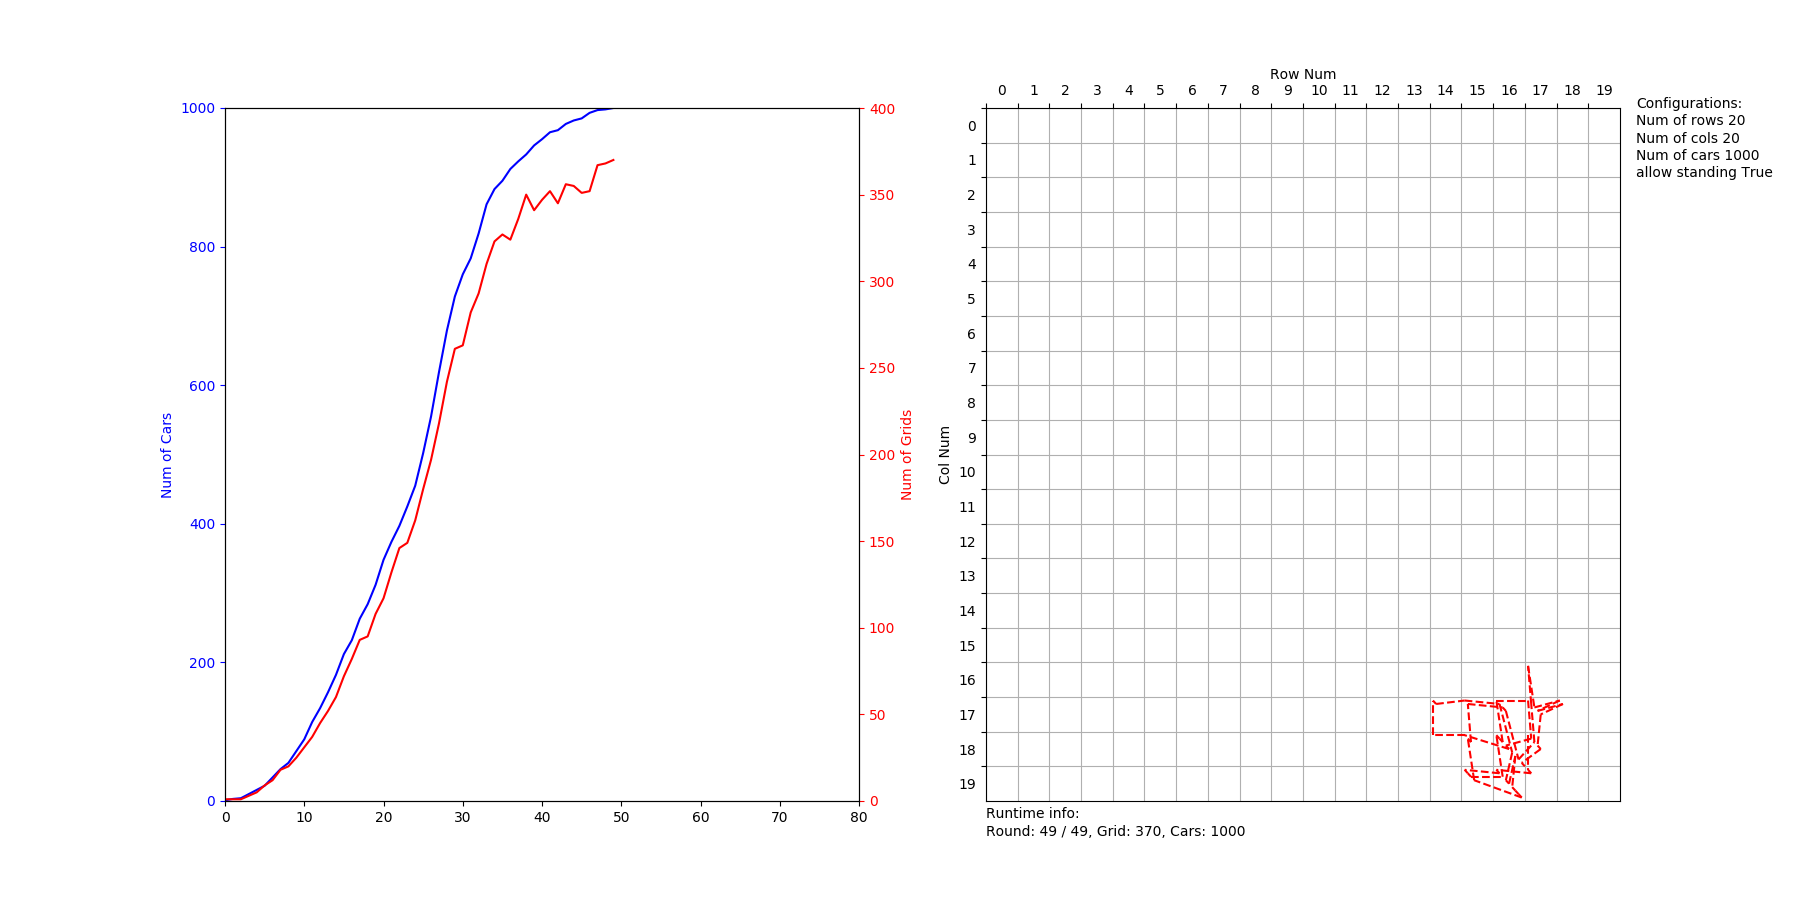 Row Num
0 1 2 3 4 5 6 7 8 9 10 11 12 13 14 15 16 17 18 19
Configurations:
Num of rows 20
Num of cols 20
Num of cars 1000
allow standing True
1000
800
600
400
200
0
Num of Cars
0 10 20 30 40 50 60 70 80
400
350
300
250
200
150
100
50
0
Num of Grids
Col Num
0
1
2
3
4
5
6
7
8
9
10
11
12
13
14
15
16
17
18
19
Runtime info:
Round: 49 / 49, Grid: 370, Cars: 1000